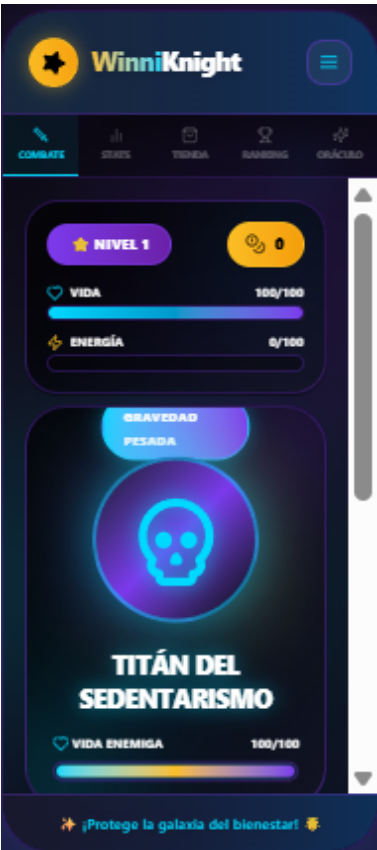 WinniKnight
COMBATE STATS TIENDA RANKING ORÁCULO
NIVEL 1 0
VIDA 100/100
ENERGÍA 0/100
GRAVEDAD
PESADA
TITÁN DEL
SEDENTARISMO
VIDA ENEMIGA 100/100
¡Protege la galaxia del bienestar!